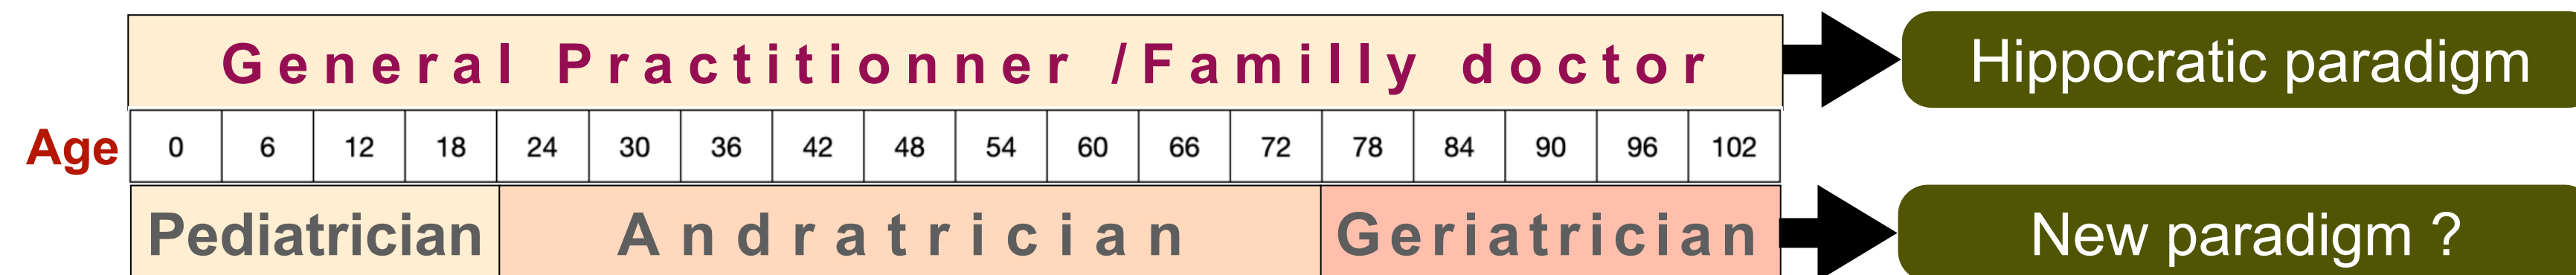 General Practitionner /Familly doctor Hippocratic paradigm
Age 0 6 12 18 24 30 36 42 48 54 60 66 72 78 84 90 96 102
Pediatrician Andratrician Geriatrician New paradigm ?